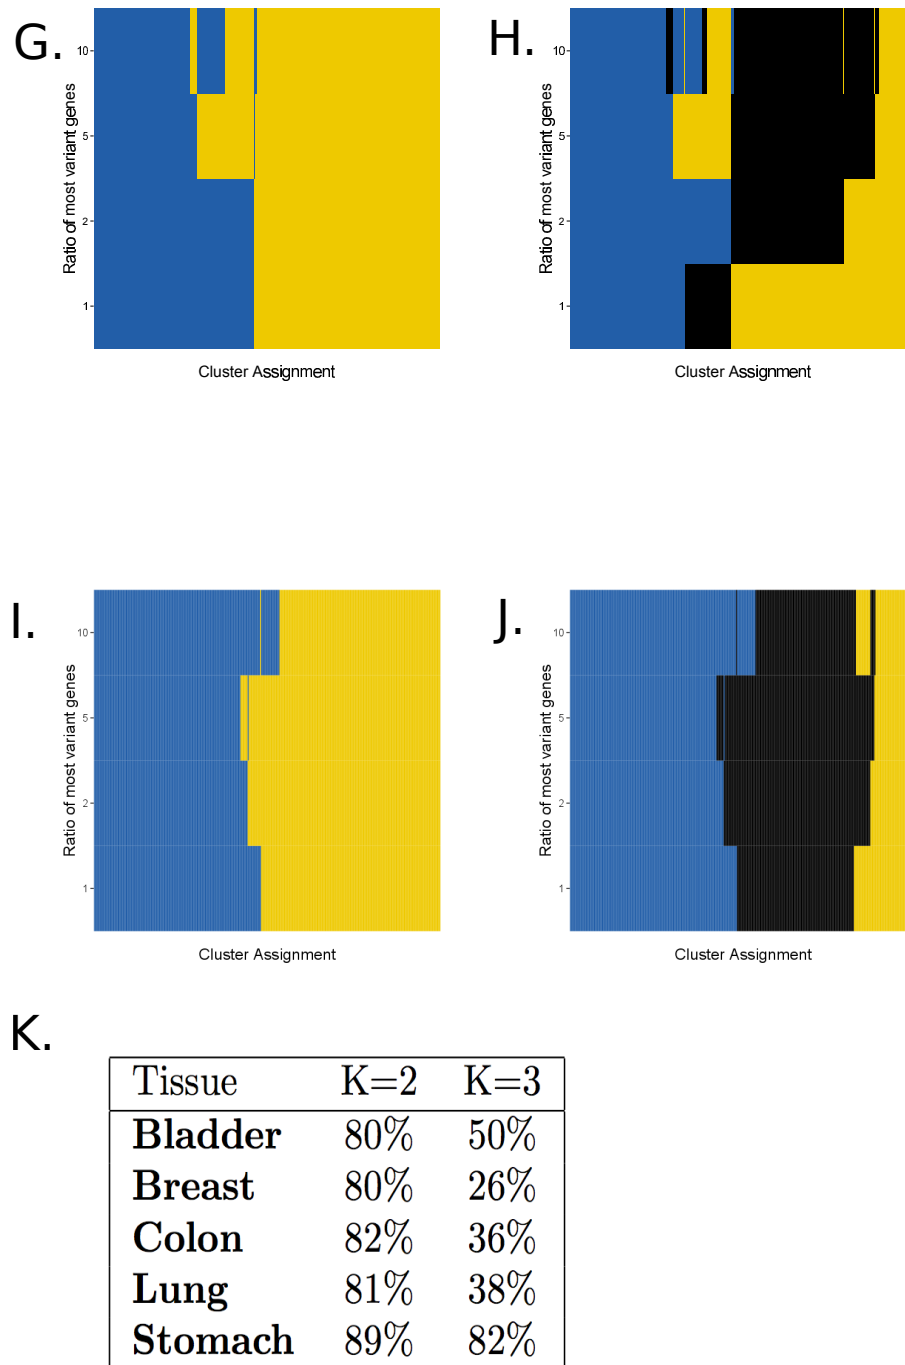 G.
Ratio of most variant genes
10
5
2
1
Cluster Assignment
H.
Ratio of most variant genes
10
5
2
1
Cluster Assignment
I.
Ratio of most variant genes
10
5
2
1
Cluster Assignment
J.
Ratio of most variant genes
10
5
2
1
Cluster Assignment
K.
Tissue K=2 K=3
Bladder 80% 50%
Breast 80% 26%
Colon 82% 36%
Lung 81% 38%
Stomach 89% 82%